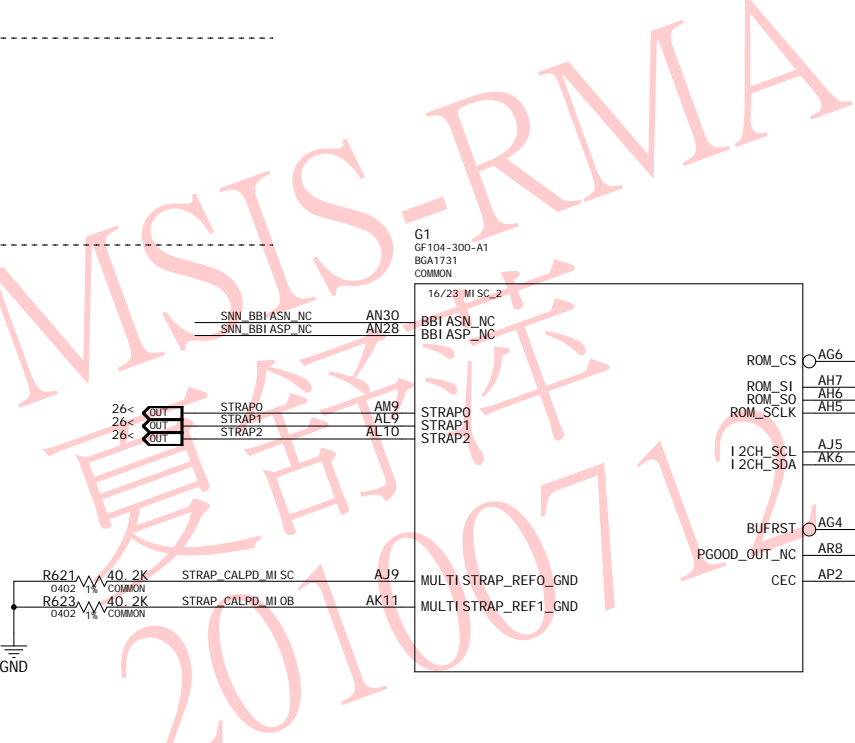 MSIS-RMA
夏舒萍
20100712
G1
GF104-300-A1
BGA1731
COMMON
16/23 MISC_2
SNN_BBIASN_NC AN30 BBIASN_NC
SNN_BBIASP_NC AN28 BBIASP_NC
ROM_CS AG6
ROM_SI AH7
ROM_SO AH6
ROM_SCLK AH5
26< OUT STRAP0 AM9 STRAP0
26< OUT STRAP1 AL9 STRAP1
26< OUT STRAP2 AL10 STRAP2
I2CH_SCL AJ5
I2CH_SDA AK6
BUFRST AG4
PGOOD_OUT_NC AR8
CEC AP2
R621 40.2K STRAP_CALPD_MISC AJ9 MULTISTRAP_REF0_GND
0402 1% COMMON
R623 40.2K STRAP_CALPD_MIOB AK11 MULTISTRAP_REF1_GND
0402 1% COMMON
GND